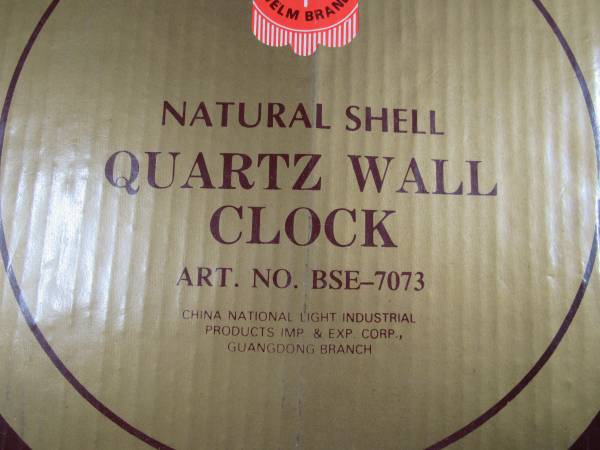 BRAND
NATURAL SHELL
QUARTZ WALL
CLOCK
ART. NO. BSE-7073
CHINA NATIONAL LIGHT INDUSTRIAL
PRODUCTS IMP. & EXP. CORP.,
GUANGDONG BRANCH